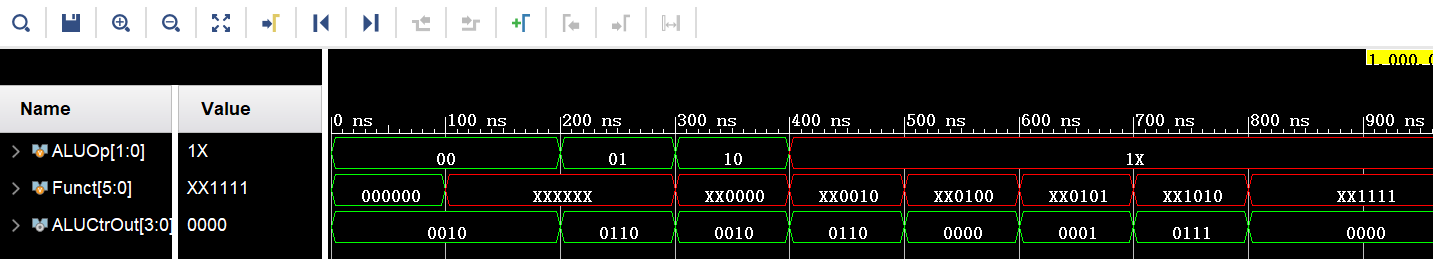 1,000.0
Name Value
0 ns 100 ns 200 ns 300 ns 400 ns 500 ns 600 ns 700 ns 800 ns 900 ns
ALUOp[1:0] 1X 00 01 10 1X
Funct[5:0] XX1111 000000 XXXXXX XX0000 XX0010 XX0100 XX0101 XX1010 XX1111
ALUCtrOut[3:0] 0000 0010 0110 0010 0110 0000 0001 0111 0000